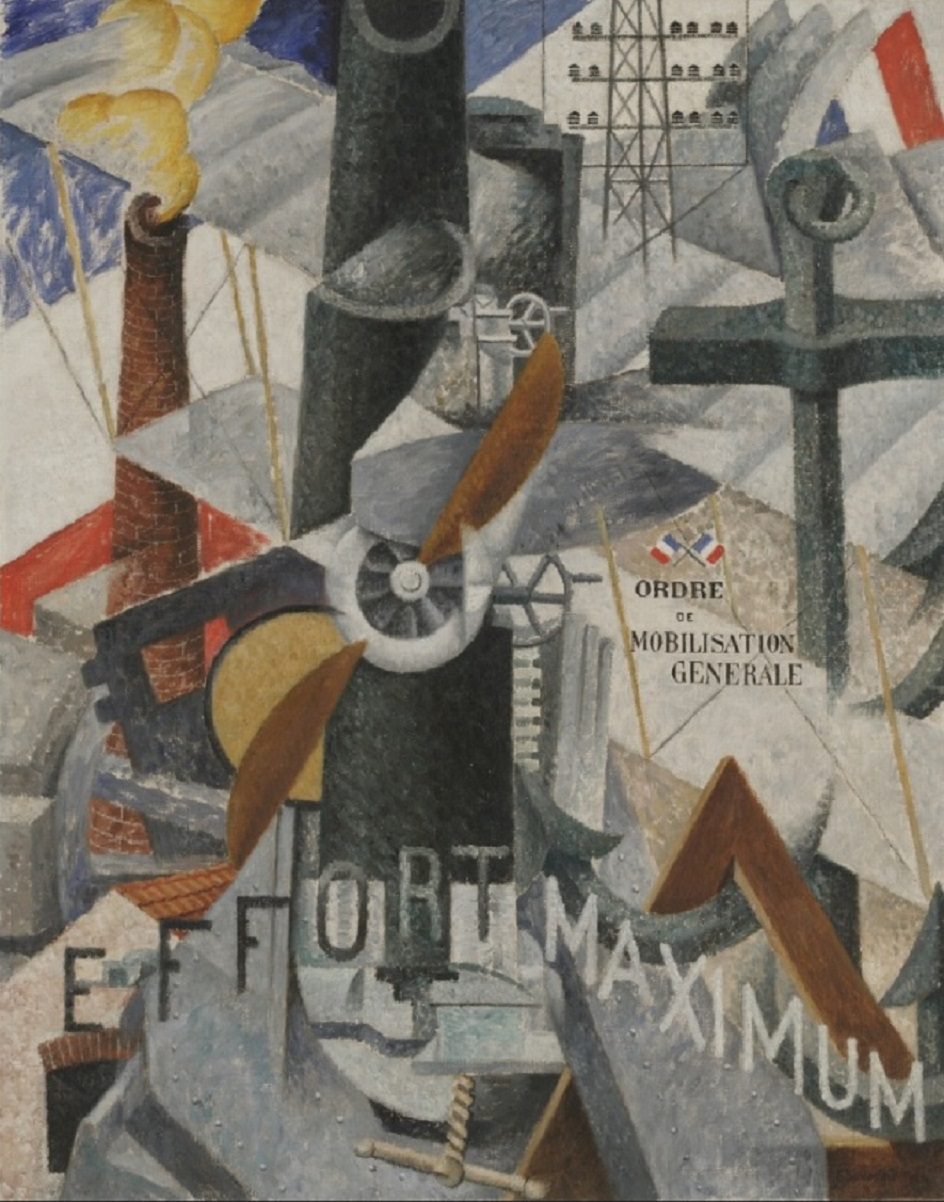 ORDRE
DE
MOBILISATION
GENERALE
EFFORT MAXIMUM